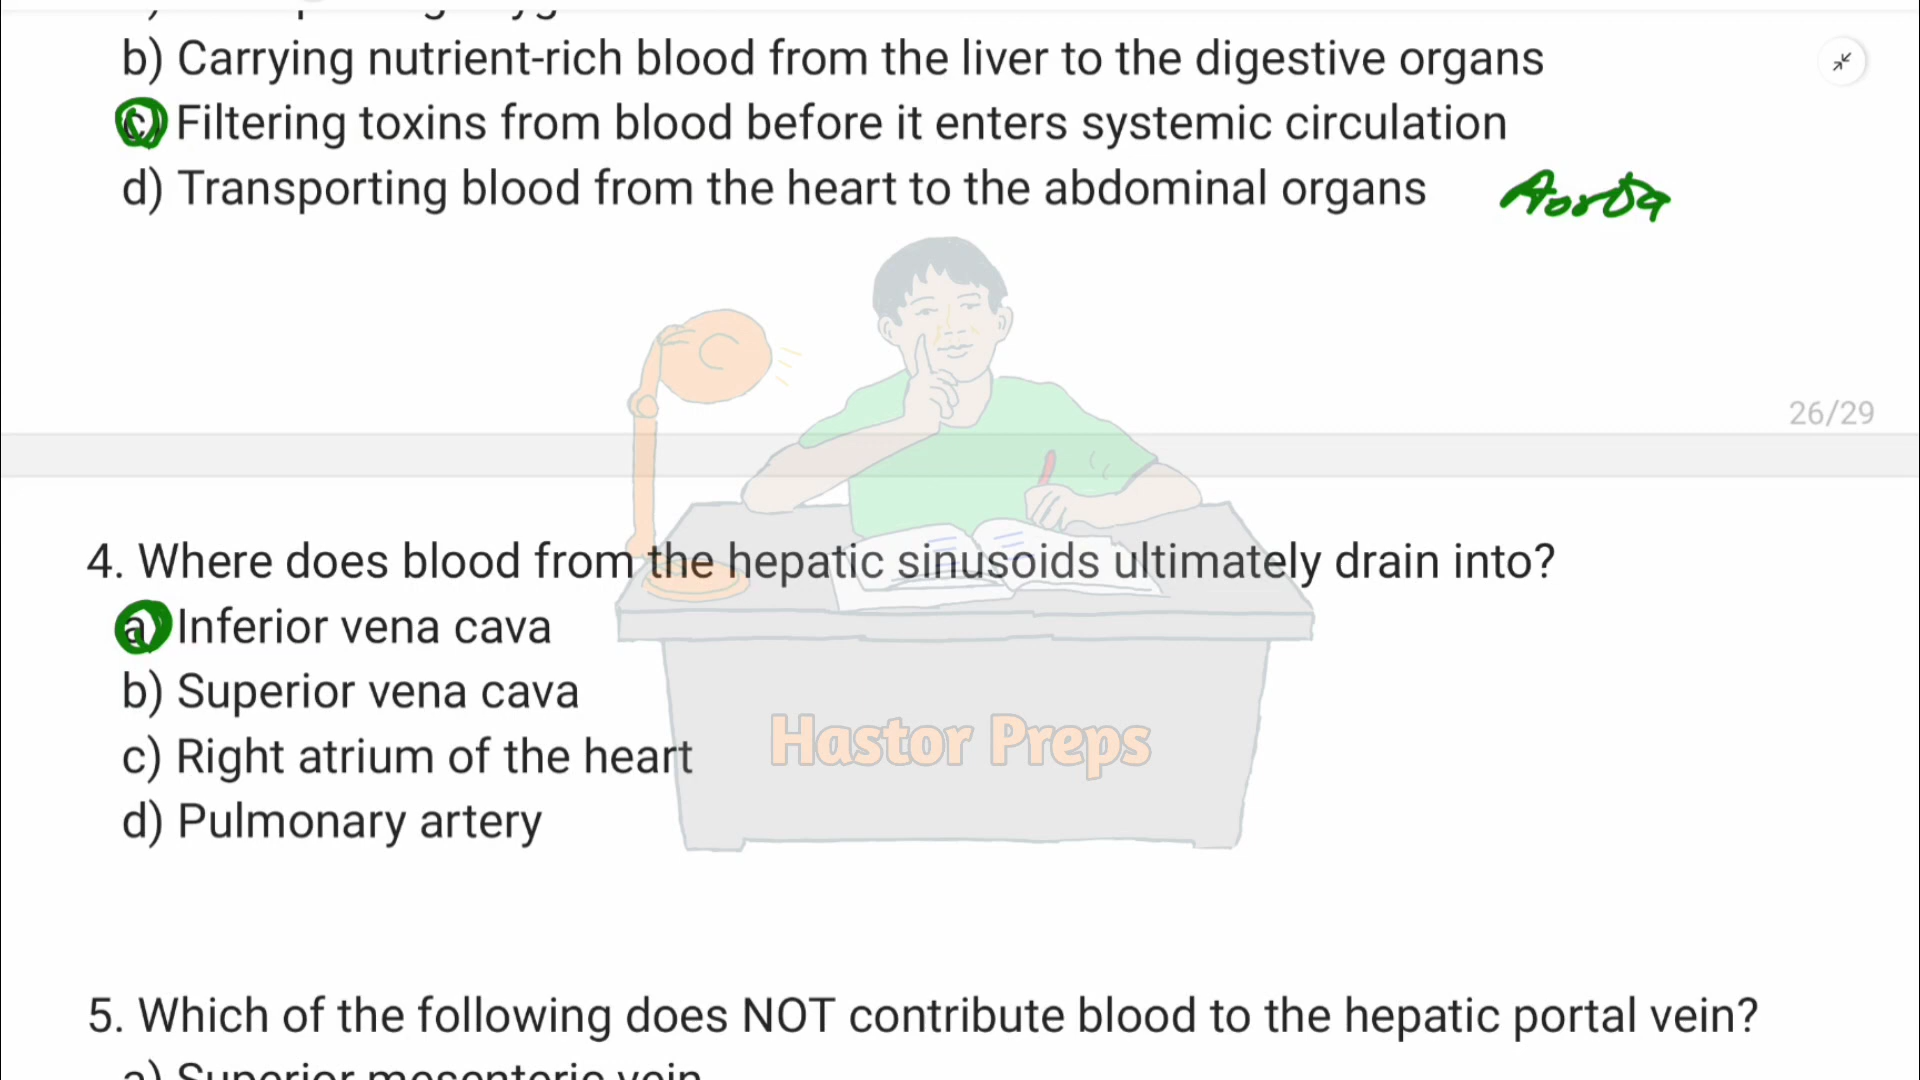 b) Carrying nutrient-rich blood from the liver to the digestive organs
c) Filtering toxins from blood before it enters systemic circulation
d) Transporting blood from the heart to the abdominal organs Aorta
26/29
4. Where does blood from the hepatic sinusoids ultimately drain into?
a) Inferior vena cava
b) Superior vena cava
c) Right atrium of the heart
d) Pulmonary artery
Hastor Preps
5. Which of the following does NOT contribute blood to the hepatic portal vein?
a) Superior mesenteric vein